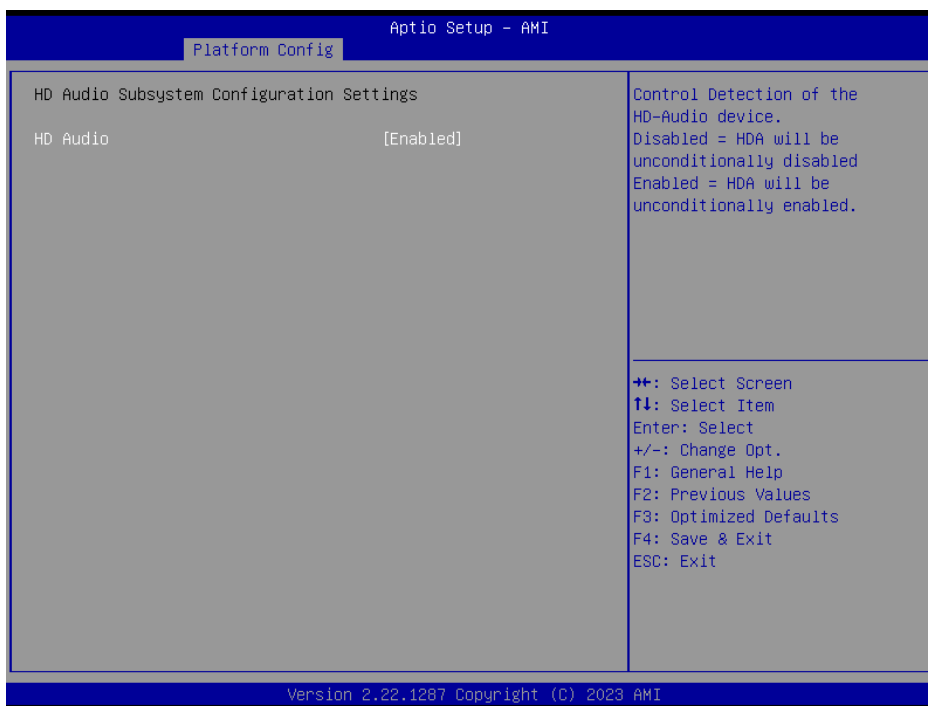 Aptio Setup – AMI
Platform Config
HD Audio Subsystem Configuration Settings
HD Audio [Enabled]
Control Detection of the
HD-Audio device.
Disabled = HDA will be
unconditionally disabled
Enabled = HDA will be
unconditionally enabled.
→←: Select Screen
↑↓: Select Item
Enter: Select
+/-: Change Opt.
F1: General Help
F2: Previous Values
F3: Optimized Defaults
F4: Save & Exit
ESC: Exit
Version 2.22.1287 Copyright (C) 2023 AMI